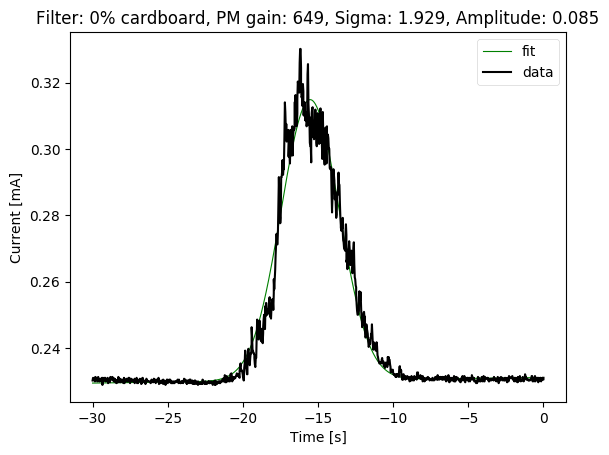 Filter: 0% cardboard, PM gain: 649, Sigma: 1.929, Amplitude: 0.085
fit
data
0.32
0.30
0.28
0.26
0.24
Current [mA]
−30
−25
−20
−15
−10
−5
0
Time [s]